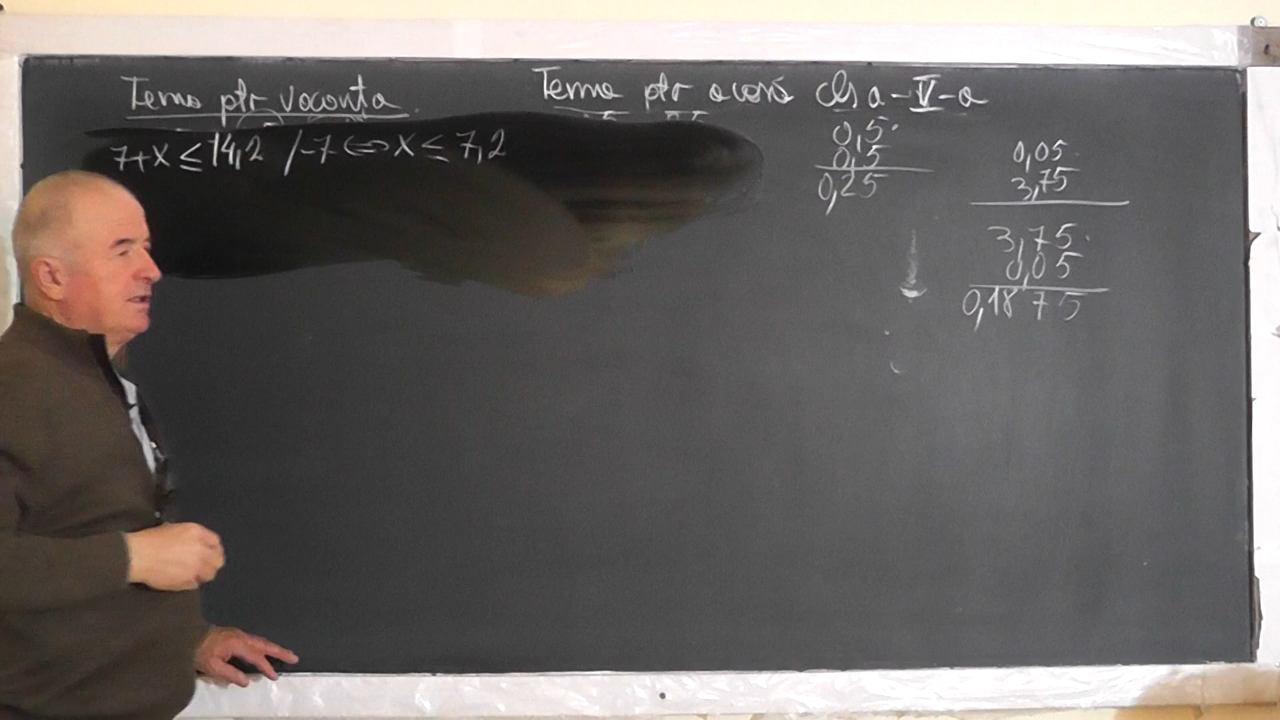 Tema ptr vacanta
Tema ptr acasă cls a-V-a
7+x ≤ 14,2 /-7 <=> x ≤ 7,2
0,5·
0,5
0,25
0,05·
3,75
3,75·
0,05
0,1875